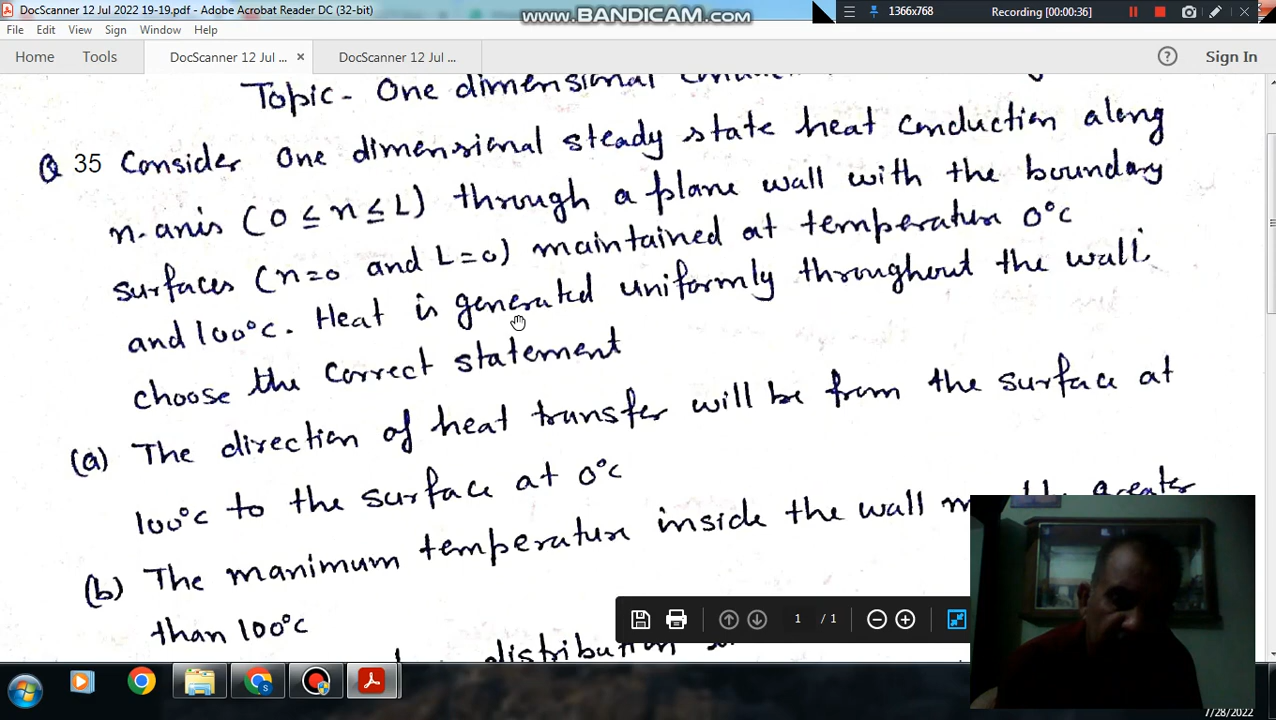 DocScanner 12 Jul 2022 19-19.pdf - Adobe Acrobat Reader DC (32-bit)
www.BANDICAM.com
1366x768
Recording [00:00:36]
File Edit View Sign Window Help
Home Tools DocScanner 12 Jul ... × DocScanner 12 Jul ... Sign In
Topic - One dimensional
Q 35 Consider One dimensional steady state heat conduction along
x-axis (0 ≤ x ≤ L) through a plane wall with the boundary
surfaces (x=0 and L=0) maintained at temperature 0°C
and 100°C. Heat is generated uniformly throughout the wall.
choose the correct statement
(a) The direction of heat transfer will be from the surface at
100°C to the surface at 0°C
(b) The maximum temperature inside the wall greater
than 100°C
distribution
1 / 1
7/28/2022